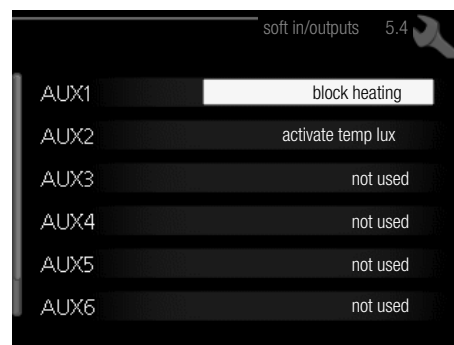 soft in/outputs 5.4
AUX1 block heating
AUX2 activate temp lux
AUX3 not used
AUX4 not used
AUX5 not used
AUX6 not used